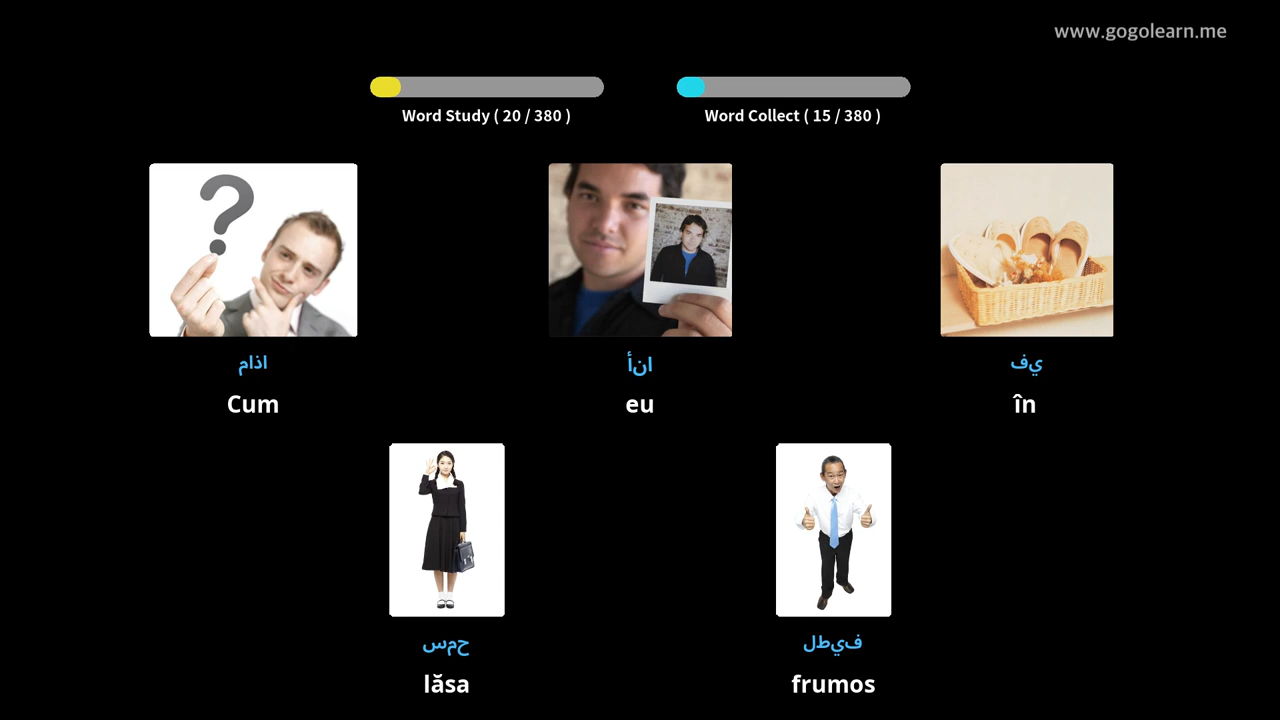 www.gogolearn.me
Word Study ( 20 / 380 )
Word Collect ( 15 / 380 )
اذام
Cum
انأ
eu
يف
în
حمس
lăsa
فيطل
frumos